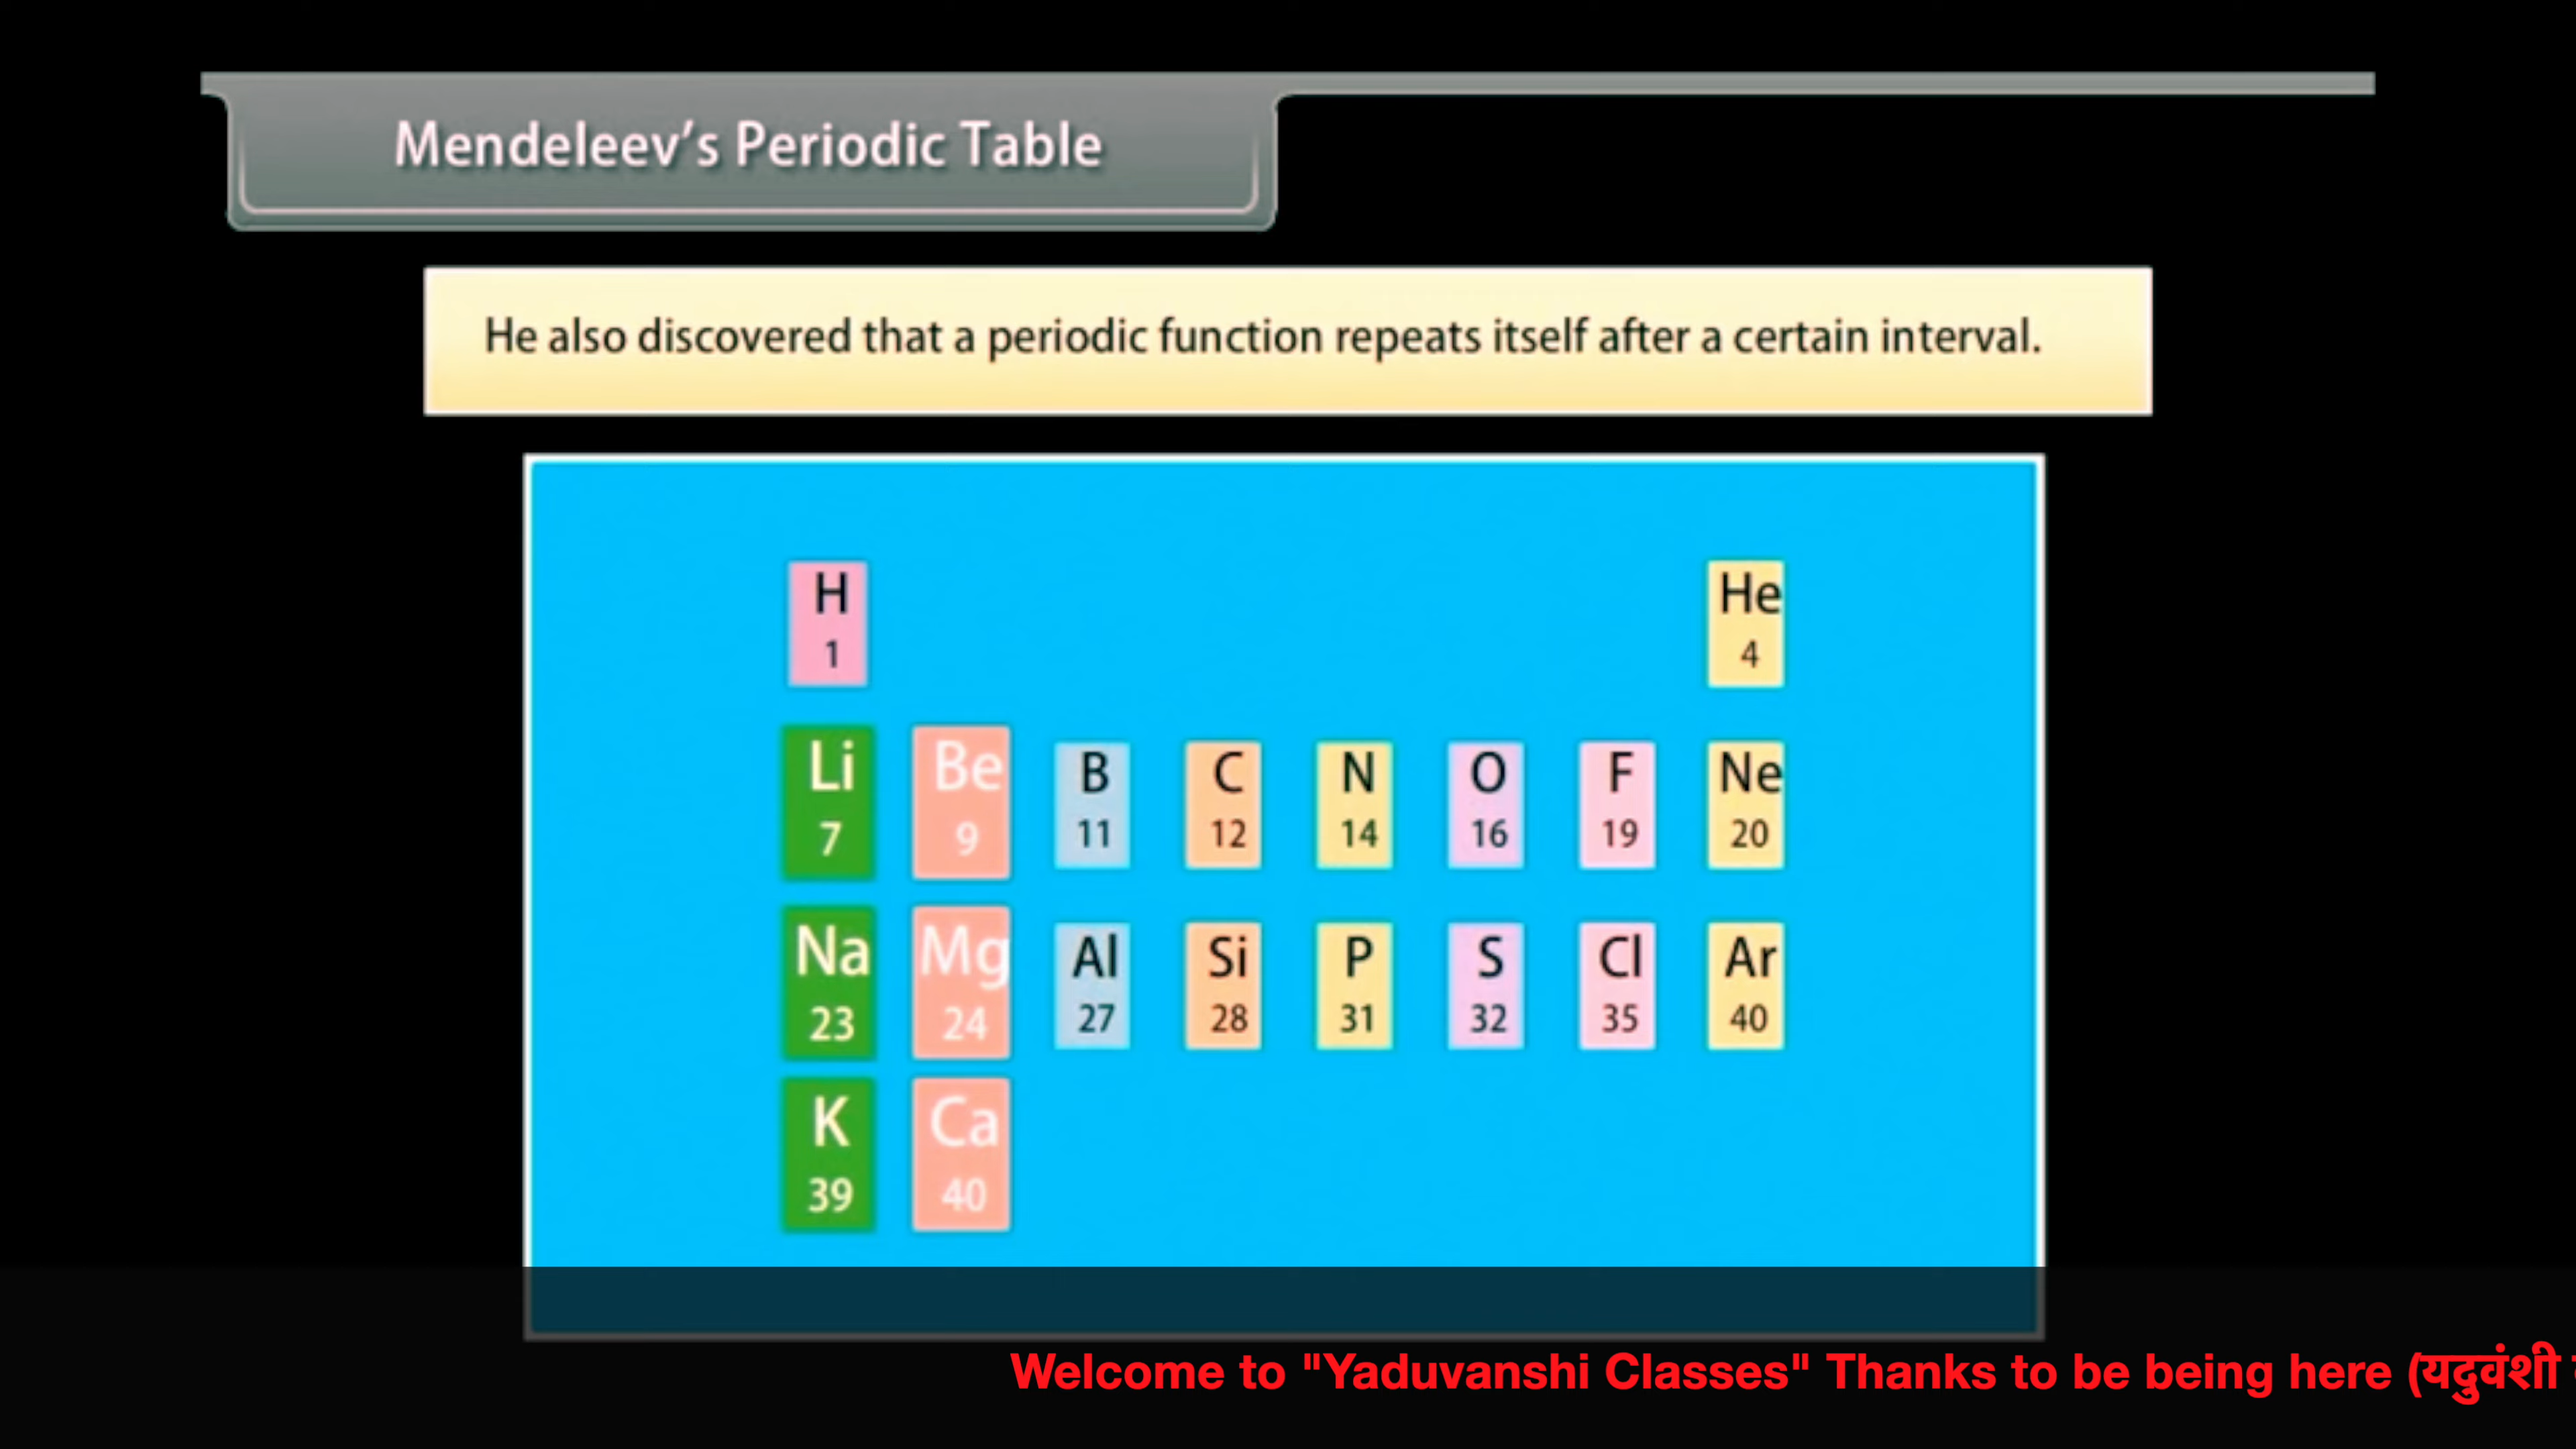 Mendeleev's Periodic Table
He also discovered that a periodic function repeats itself after a certain interval.
H He
1 4
Li Be B C N O F Ne
7 9 11 12 14 16 19 20
Na Mg Al Si P S Cl Ar
23 24 27 28 31 32 35 40
K Ca
39 40
Welcome to "Yaduvanshi Classes" Thanks to be being here (यदुवंशी